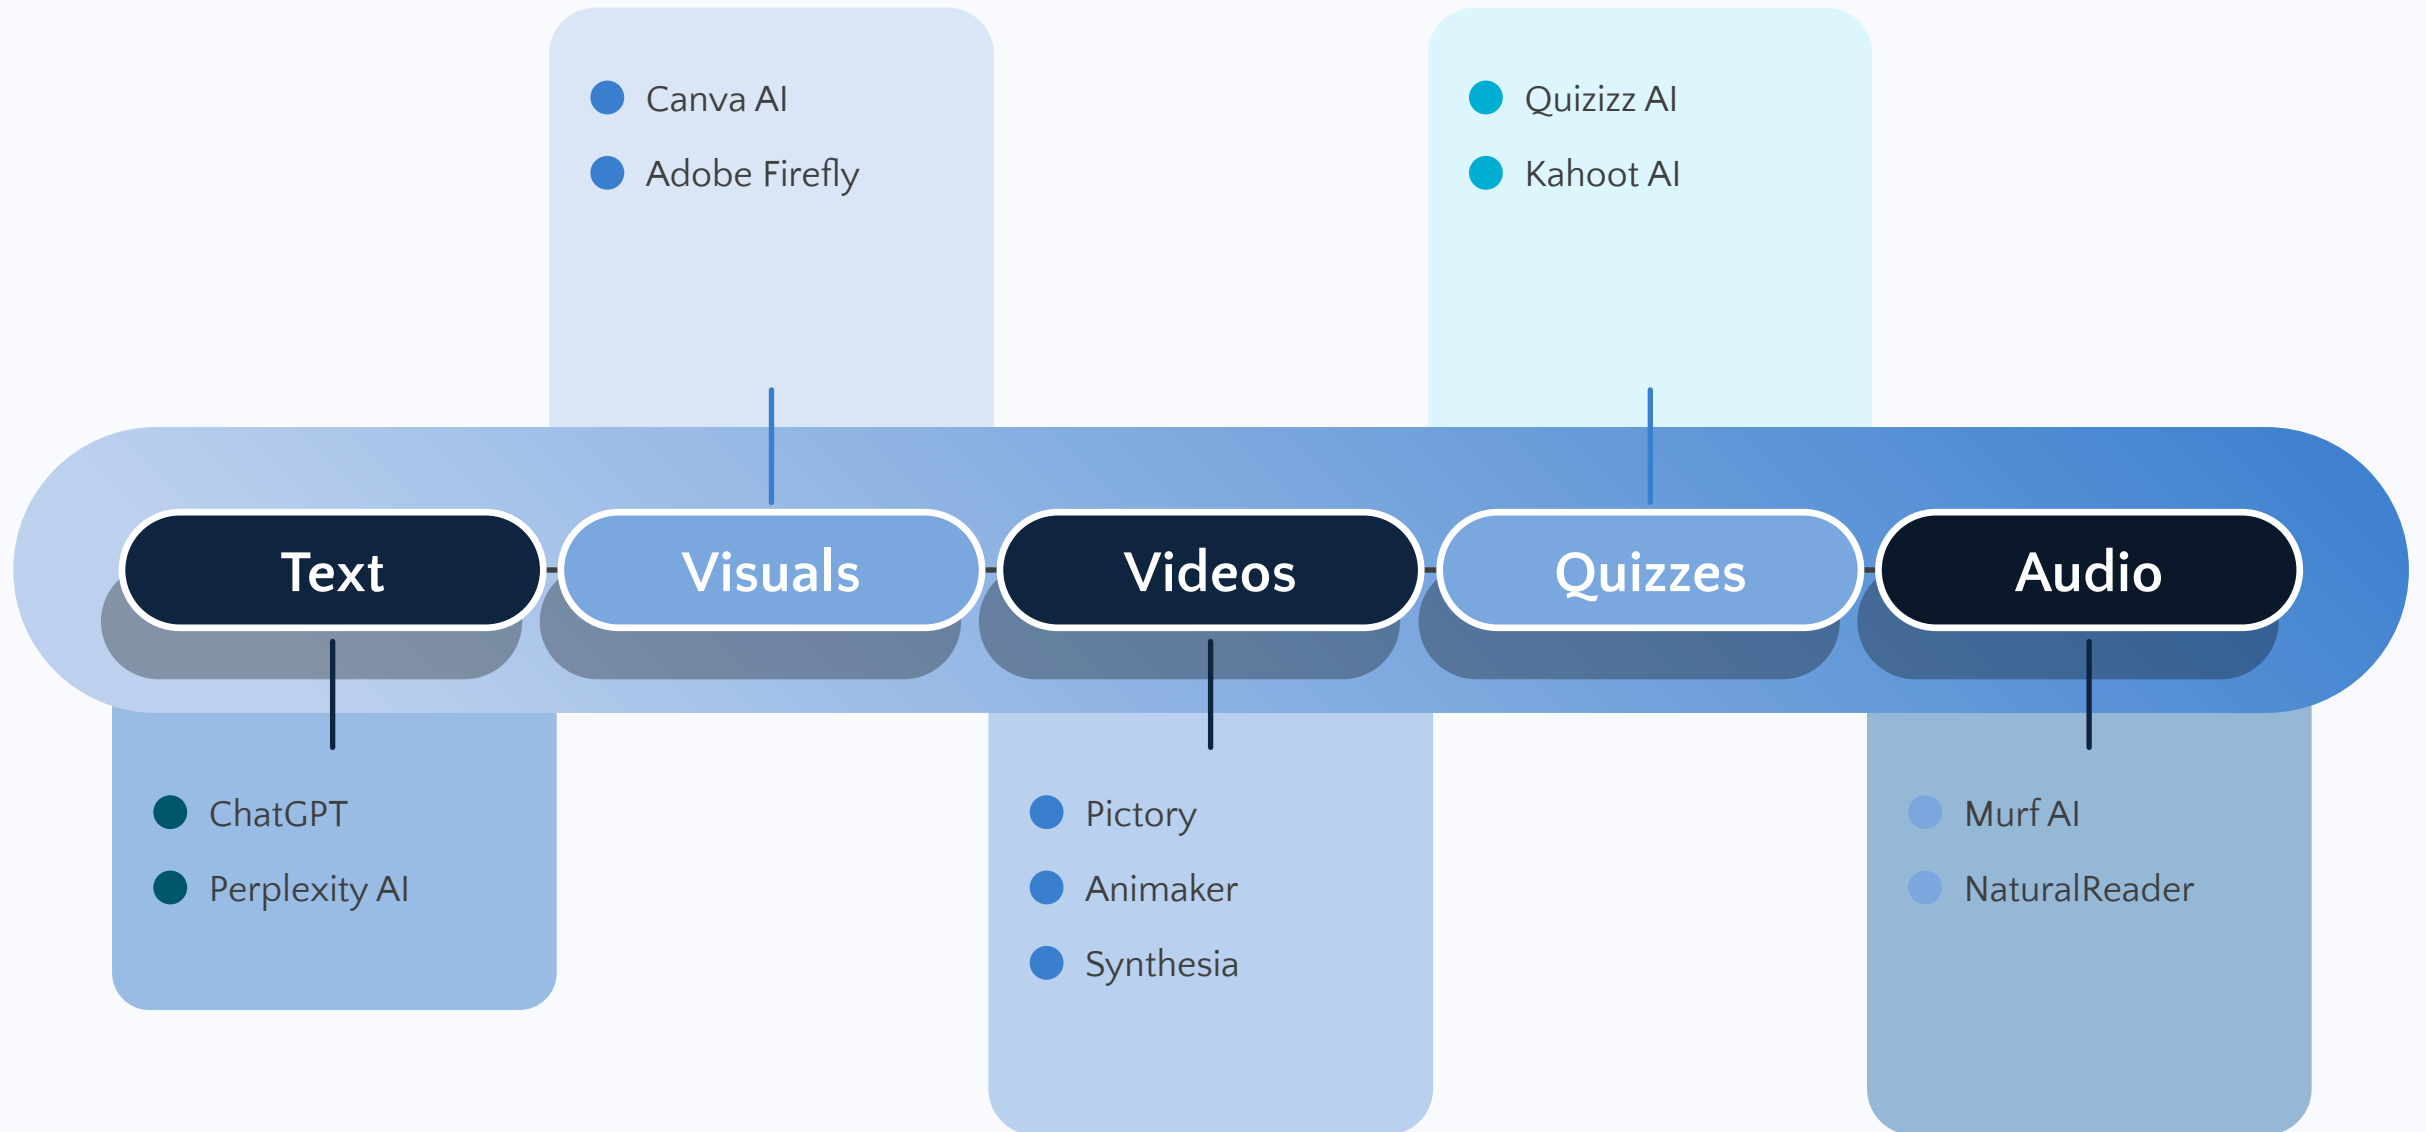 Canva AI
Adobe Firefly
Quizizz AI
Kahoot AI
Text
Visuals
Videos
Quizzes
Audio
ChatGPT
Perplexity AI
Pictory
Animaker
Synthesia
Murf AI
NaturalReader